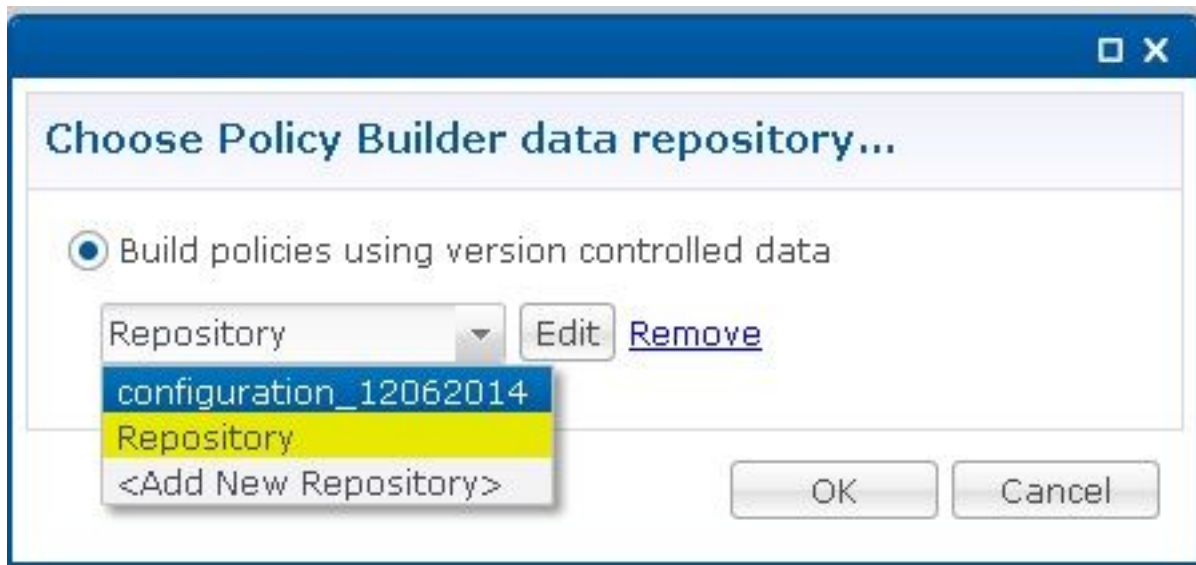 Choose Policy Builder data repository...
Build policies using version controlled data
Repository Edit Remove
configuration_12062014
Repository
<Add New Repository>
OK Cancel